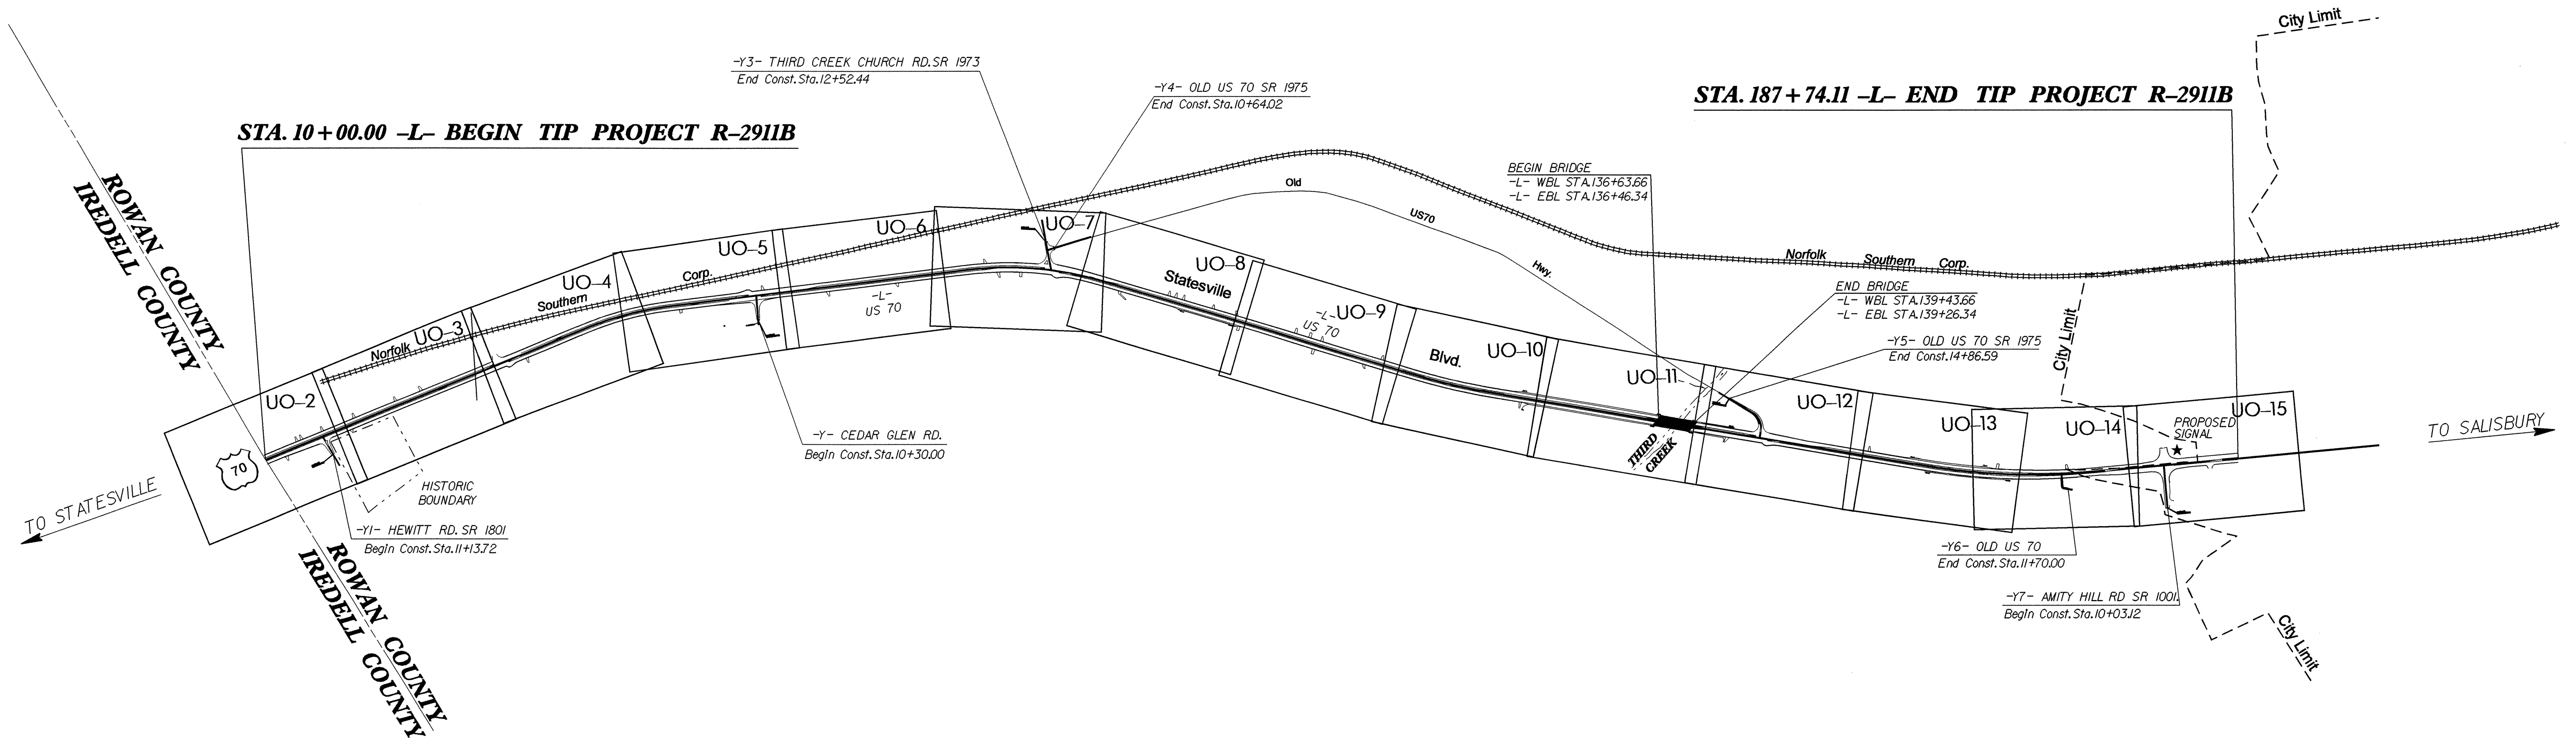 City Limit
-Y3- THIRD CREEK CHURCH RD. SR 1973
End Const. Sta. 12+52.44
-Y4- OLD US 70 SR 1975
End Const. Sta. 10+64.02
STA. 187+74.11 -L- END TIP PROJECT R-2911B
STA. 10+00.00 -L- BEGIN TIP PROJECT R-2911B
ROWAN COUNTY
IREDELL COUNTY
BEGIN BRIDGE
-L- WBL STA. 136+63.66
-L- EBL STA. 136+46.34
Old
US70
Hwy.
Norfolk Southern Corp.
UO-7
UO-6
UO-5
UO-4
UO-3
UO-2
Norfolk
Southern
Corp.
-L-
US 70
UO-8
Statesville
-L-
US 70
UO-9
Blvd.
UO-10
UO-11
END BRIDGE
-L- WBL STA. 139+43.66
-L- EBL STA. 139+26.34
-Y5- OLD US 70 SR 1975
End Const. 14+86.59
City Limit
UO-12
UO-13
UO-14
UO-15
PROPOSED
SIGNAL
TO SALISBURY
70
TO STATESVILLE
HISTORIC
BOUNDARY
-Y- CEDAR GLEN RD.
Begin Const. Sta. 10+30.00
THIRD
CREEK
-Y1- HEWITT RD. SR 1801
Begin Const. Sta. 11+13.72
-Y6- OLD US 70
End Const. Sta. 11+70.00
-Y7- AMITY HILL RD SR 1001.
Begin Const. Sta. 10+03.12
ROWAN COUNTY
IREDELL COUNTY
City Limit